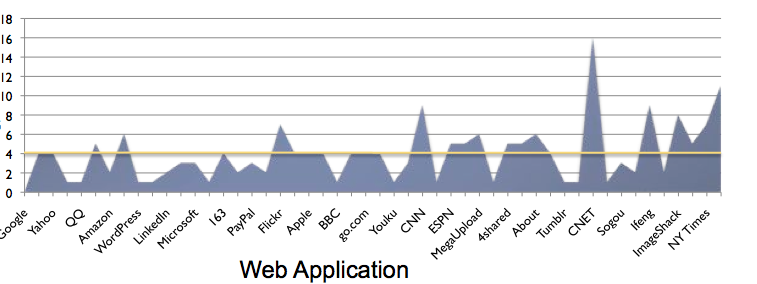 18
16
14
12
10
8
6
4
2
0
Google
Yahoo
QQ
Amazon
WordPress
LinkedIn
Microsoft
163
PayPal
Flickr
Apple
BBC
go.com
Youku
CNN
ESPN
MegaUpload
4shared
About
Tumblr
CNET
Sogou
Ifeng
ImageShack
NY Times
Web Application